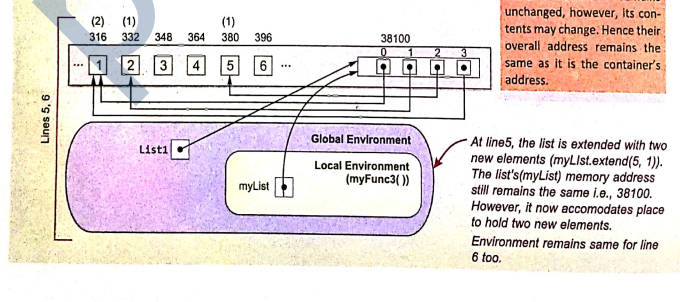 unchanged, however, its con-
tents may change. Hence their
overall address remains the
same as it is the container's
address.
(2) (1) (1)
316 332 348 364 380 396 38100
0 1 2 3
... 1 2 3 4 5 6 ...
Lines 5, 6
Global Environment
List1
Local Environment
(myFunc3( ))
myList
At line5, the list is extended with two
new elements (myLIst.extend(5, 1)).
The list's(myList) memory address
still remains the same i.e., 38100.
However, it now accomodates place
to hold two new elements.
Environment remains same for line
6 too.